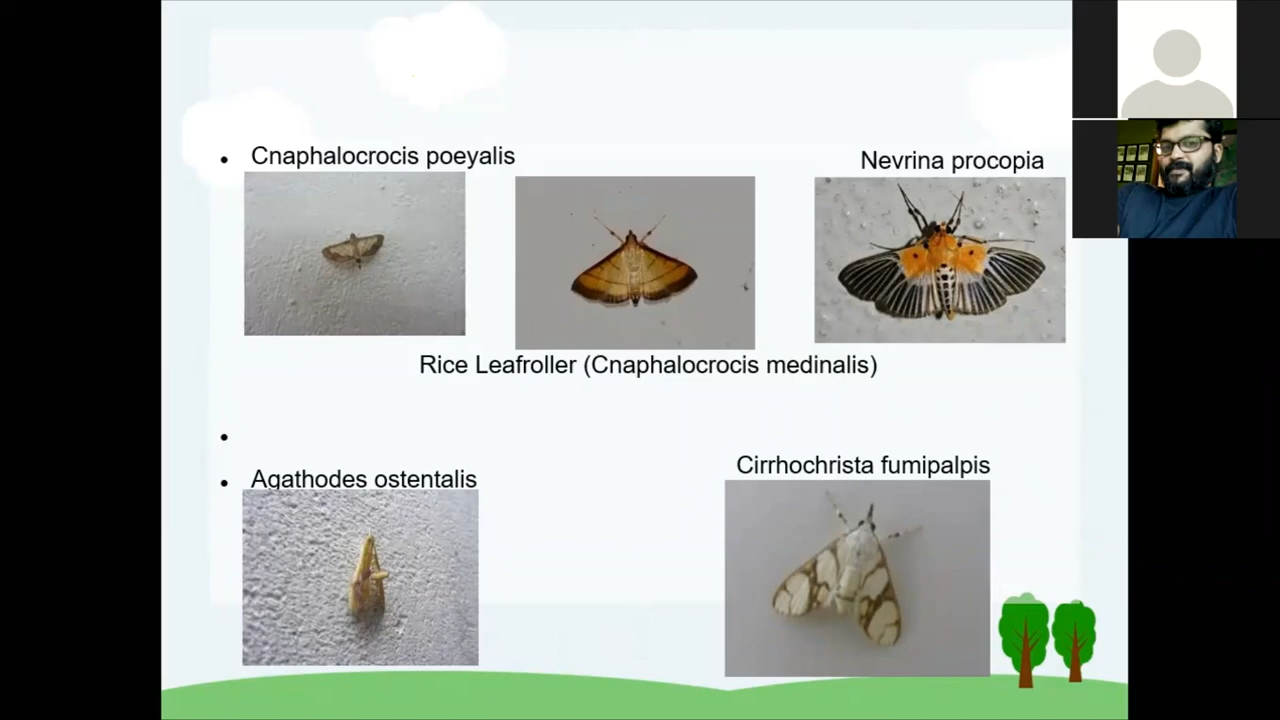 Cnaphalocrocis poeyalis
Nevrina procopia
Rice Leafroller (Cnaphalocrocis medinalis)
Agathodes ostentalis
Cirrhochrista fumipalpis